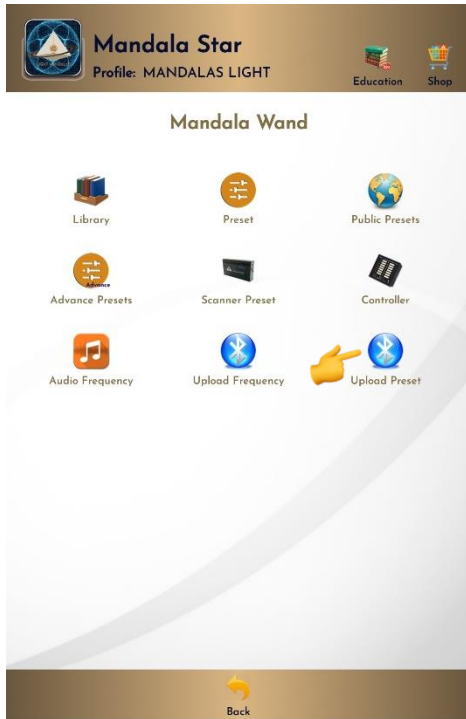 Mandala Star
Profile: MANDALAS LIGHT
Education
Shop
Mandala Wand
Library
Preset
Public Presets
Advance
Advance Presets
Scanner Preset
Controller
Audio Frequency
Upload Frequency
Upload Preset
Back